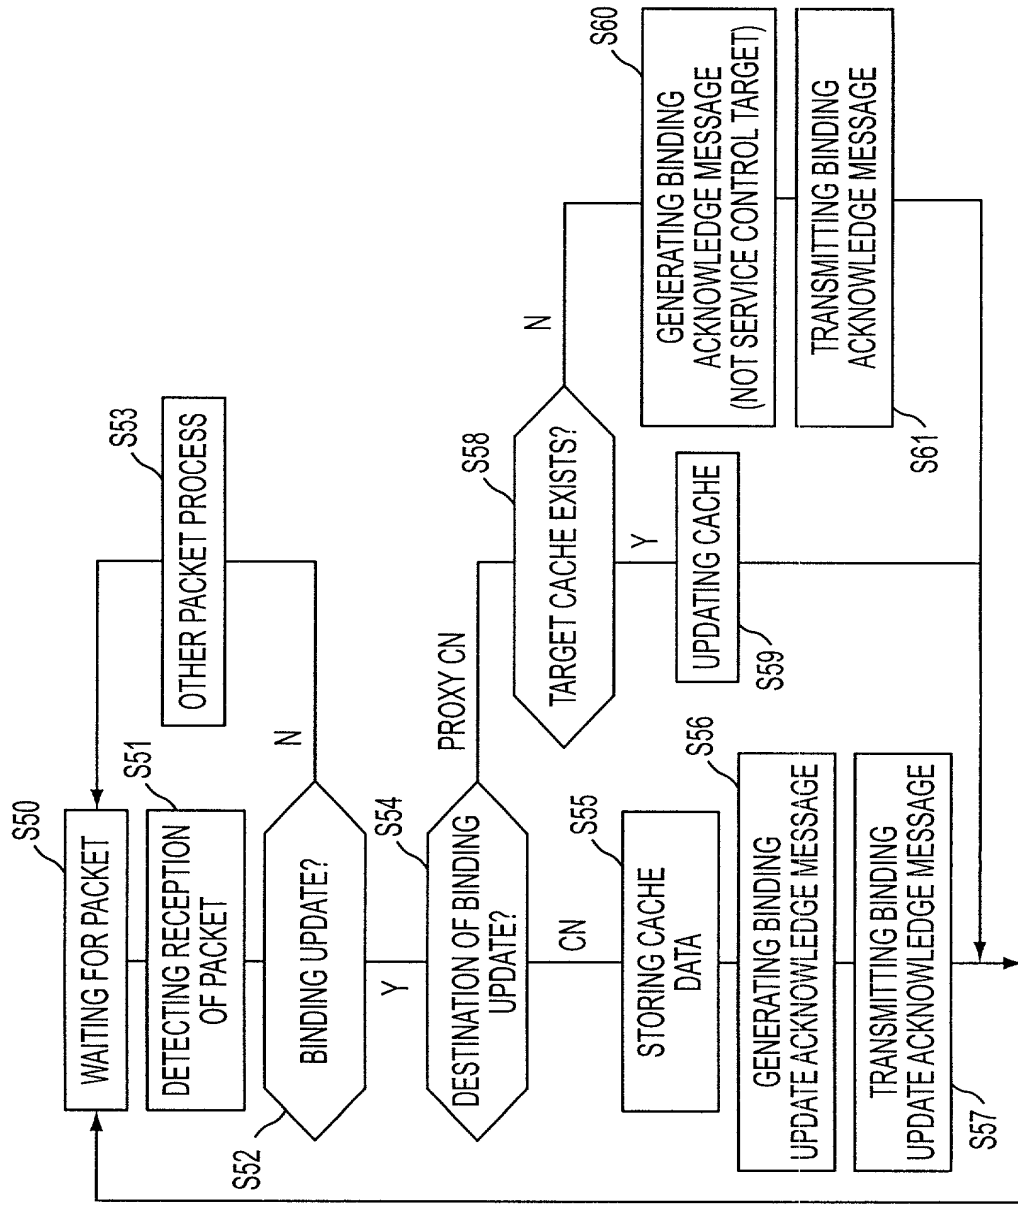 S50
WAITING FOR PACKET
S51
DETECTING RECEPTION
OF PACKET
S52
BINDING UPDATE?
N
Y
S53
OTHER PACKET PROCESS
S54
DESTINATION OF BINDING
UPDATE?
PROXY CN
CN
S55
STORING CACHE
DATA
S56
GENERATING BINDING
UPDATE ACKNOWLEDGE MESSAGE
TRANSMITTING BINDING
UPDATE ACKNOWLEDGE MESSAGE
S57
S58
TARGET CACHE EXISTS?
N
Y
UPDATING CACHE
S59
S60
GENERATING BINDING
ACKNOWLEDGE MESSAGE
(NOT SERVICE CONTROL TARGET)
TRANSMITTING BINDING
ACKNOWLEDGE MESSAGE
S61